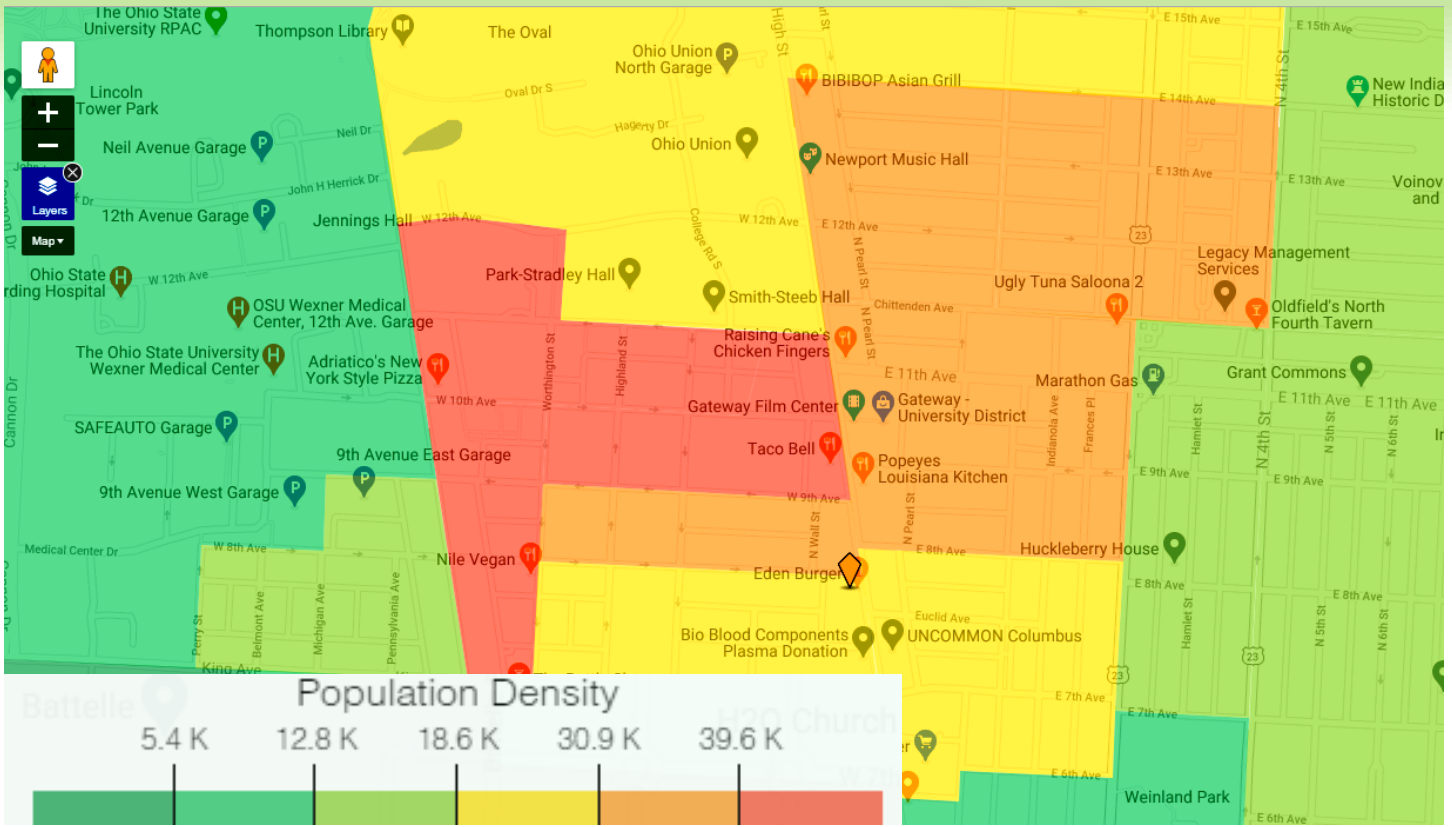 The Ohio State
University RPAC
Thompson Library
The Oval
Ohio Union
North Garage
High St
BIBIBOP Asian Grill
E 15th Ave
E 15th Ave
N 4th St
New India
Historic D
Lincoln
Tower Park
Oval Dr S
E 14th Ave
Neil Dr
Hagerty Dr
Neil Avenue Garage
Ohio Union
Newport Music Hall
E 13th Ave
E 13th Ave
Voinov
and
John H Herrick Dr
Layers
12th Avenue Garage
Jennings Hall
W 12th Ave
W 12th Ave
E 12th Ave
College Rd S
N Pearl St
23
Map
Legacy Management
Services
Ohio State
rding Hospital
W 12th Ave
Park-Stradley Hall
Smith-Steeb Hall
Ugly Tuna Saloona 2
Chittenden Ave
OSU Wexner Medical
Center, 12th Ave. Garage
Oldfield's North
Fourth Tavern
N Pearl St
Raising Cane's
Chicken Fingers
The Ohio State University
Wexner Medical Center
Adriatico's New
York Style Pizza
Worthington St
Highland St
E 11th Ave
Marathon Gas
Grant Commons
Cannon Dr
W 10th Ave
Gateway Film Center
Gateway -
University District
Indianola Ave
Frances Pl
E 11th Ave
E 11th Ave
Hamlet St
N 4th St
N 5th St
N 6th St
SAFEAUTO Garage
9th Avenue East Garage
Taco Bell
Popeyes
Louisiana Kitchen
E 9th Ave
E 9th Ave
9th Avenue West Garage
W 9th Ave
N Wall St
N Pearl St
Medical Center Dr
W 8th Ave
Nile Vegan
E 8th Ave
Huckleberry House
Eden Burger
E 8th Ave
E 8th Ave
Perry St
Belmont Ave
Michigan Ave
Pennsylvania Ave
Euclid Ave
Hamlet St
N 5th St
N 6th St
Bio Blood Components
Plasma Donation
UNCOMMON Columbus
23
23
King Ave
E 7th Ave
E 7th Ave
Battelle
H2O Church
W 7th
E 6th Ave
Weinland Park
E 6th Ave
Population Density
5.4 K
12.8 K
18.6 K
30.9 K
39.6 K